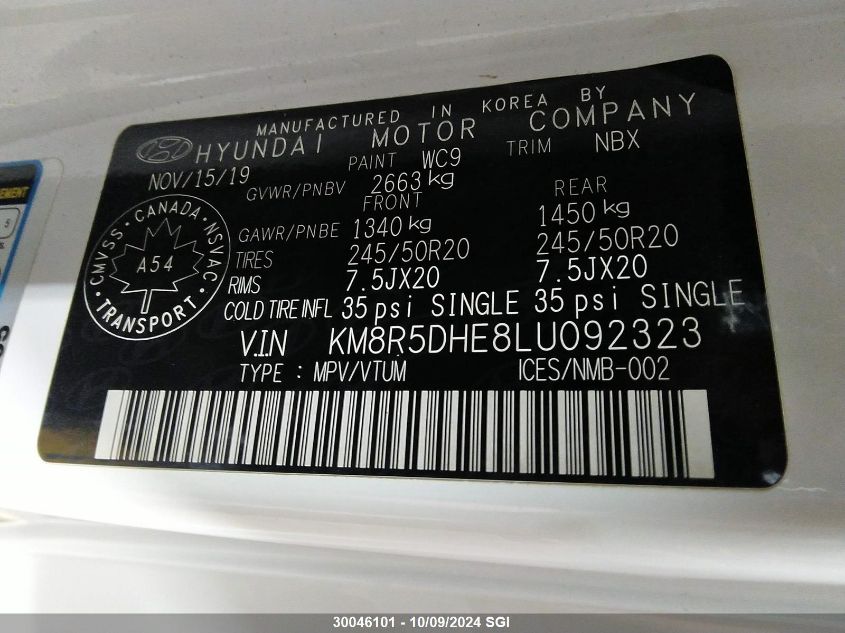 MANUFACTURED IN KOREA BY
HYUNDAI MOTOR COMPANY
NOV/15/19 PAINT WC9 TRIM NBX
GVWR/PNBV 2663 kg
FRONT REAR
GAWR/PNBE 1340 kg 1450 kg
TIRES 245/50R20 245/50R20
RIMS 7.5JX20 7.5JX20
COLD TIRE INFL 35 psi SINGLE 35 psi SINGLE
V.I.N KM8R5DHE8LU092323
TYPE : MPV/VTUM ICES/NMB-002
CMVSS · CANADA · NSVAC · TRANSPORT ·
A54
5
30046101 - 10/09/2024 SGI